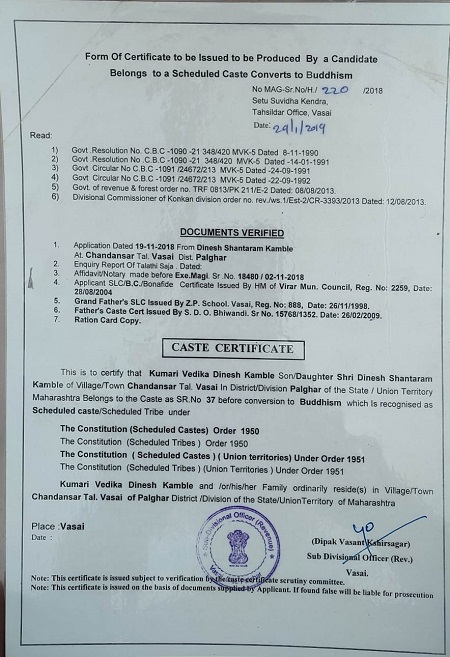 Form Of Certificate to be Issued to be Produced By a Candidate
Belongs to a Scheduled Caste Converts to Buddhism
No MAG-Sr.No/H./ 220 /2018
Setu Suvidha Kendra,
Tahsildar Office, Vasai
Date: 29/1/2019
Read:
1) Govt .Resolution No. C.B.C -1090 -21 348/420 MVK-5 Dated 8-11-1990
2) Govt .Resolution No. C.B.C -1090 -21 348/420 MVK-5 Dated -14-01-1991
3) Govt Circular No C.B.C -1091 /24672/213 MVK-5 Dated -24-09-1991
4) Govt Circular No C.B.C -1091 /24672/213 MVK-5 Dated -22-09-1992
5) Govt. of revenue & forest order no. TRF 0813/PK 211/E-2 Dated: 08/08/2013.
6) Divisional Commissioner of Konkan division order no. rev./ws.1/Est-2/CR-3393/2013 Dated: 12/08/2013.
DOCUMENTS VERIFIED
1. Application Dated 19-11-2018 From Dinesh Shantaram Kamble
At. Chandansar Tal. Vasai Dist. Palghar
2. Enquiry Report Of Talathi Saja . Dated:
3. Affidavit/Notary made before Exe.Magi. Sr .No. 18480 / 02-11-2018
4. Applicant SLC/B.C./Bonafide Certificate Issued By HM of Virar Mun. Council, Reg. No: 2259, Date:
28/08/2004
5. Grand Father's SLC Issued By Z.P. School. Vasai, Reg. No: 888, Date: 26/11/1998.
6. Father's Caste Cert Issued By S. D. O. Bhiwandi. Sr No. 15768/1352. Date: 26/02/2009.
7. Ration Card Copy.
CASTE CERTIFICATE
This is to certify that Kumari Vedika Dinesh Kamble Son/Daughter Shri Dinesh Shantaram
Kamble of Village/Town Chandansar Tal. Vasai In District/Division Palghar of the State / Union Territory
Maharashtra Belongs to the Caste as SR.No 37 before conversion to Buddhism which is Recognised as
Scheduled caste/Scheduled Tribe under
The Constitution (Scheduled Castes) Order 1950
The Constitution (Scheduled Tribes ) Order 1950
The Constitution ( Scheduled Castes ) ( Union territories) Under Order 1951
The Constitution (Scheduled Tribes ) (Union Territories ) Under Order 1951
Kumari Vedika Dinesh Kamble and /or/his/her Family ordinarily reside(s) in Village/Town
Chandansar Tal. Vasai of Palghar District /Division of the State/UnionTerritory of Maharashtra
Place :Vasai
Date :
Sub-Divisional Officer (Revenue)
(Dipak Vasant Kshirsagar)
Sub Divisional Officer (Rev.)
Vasai.
Note: This certificate is issued subject to verification by the caste certificate scrutiny committee.
Note: This certificate is issued on the basis of documents supplied by Applicant. If found false will be liable for prosecution